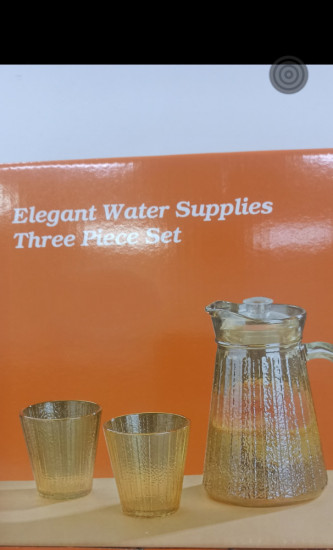 Elegant Water Supplies
Three Piece Set